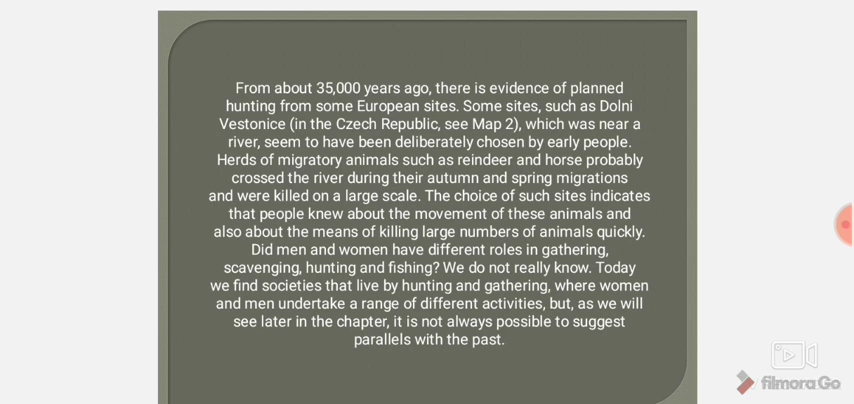 From about 35,000 years ago, there is evidence of planned
hunting from some European sites. Some sites, such as Dolni
Vestonice (in the Czech Republic, see Map 2), which was near a
river, seem to have been deliberately chosen by early people.
Herds of migratory animals such as reindeer and horse probably
crossed the river during their autumn and spring migrations
and were killed on a large scale. The choice of such sites indicates
that people knew about the movement of these animals and
also about the means of killing large numbers of animals quickly.
Did men and women have different roles in gathering,
scavenging, hunting and fishing? We do not really know. Today
we find societies that live by hunting and gathering, where women
and men undertake a range of different activities, but, as we will
see later in the chapter, it is not always possible to suggest
parallels with the past.
filmora Go